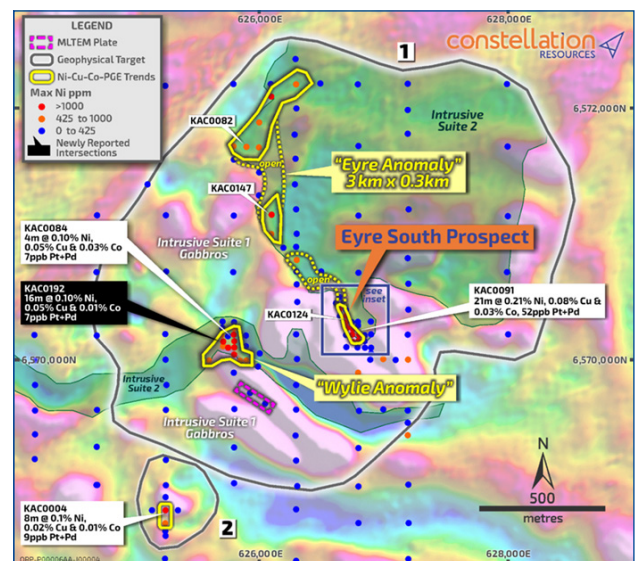 626,000E
628,000E
LEGEND
MLTEM Plate
Geophysical Target
Ni-Cu-Co-PGE Trends
Max Ni ppm
>1000
425 to 1000
0 to 425
Newly Reported
Intersections
1
constellation
RESOURCES
6,572,000N
KAC0082
Intrusive
Suite 2
open
"Eyre Anomaly"
3km x 0.3km
KAC0147
KAC0084
4m @ 0.10% Ni,
0.05% Cu & 0.03% Co
7ppb Pt+Pd
Intrusive Suite 1
Gabbros
Eyre South Prospect
open
see
inset
KAC0192
16m @ 0.10% Ni,
0.05% Cu & 0.01% Co
7ppb Pt+Pd
KAC0124
KAC0091
21m @ 0.21% Ni, 0.08% Cu &
0.03% Co, 52ppb Pt+Pd
6,570,000N
6,570,000N
Intrusive
Suite 2
"Wylie Anomaly"
Intrusive Suite 1
Gabbros
N
500
metres
KAC0004
8m @ 0.1% Ni,
0.02% Cu & 0.01% Co
9ppb Pt+Pd
2
626,000E
628,000E